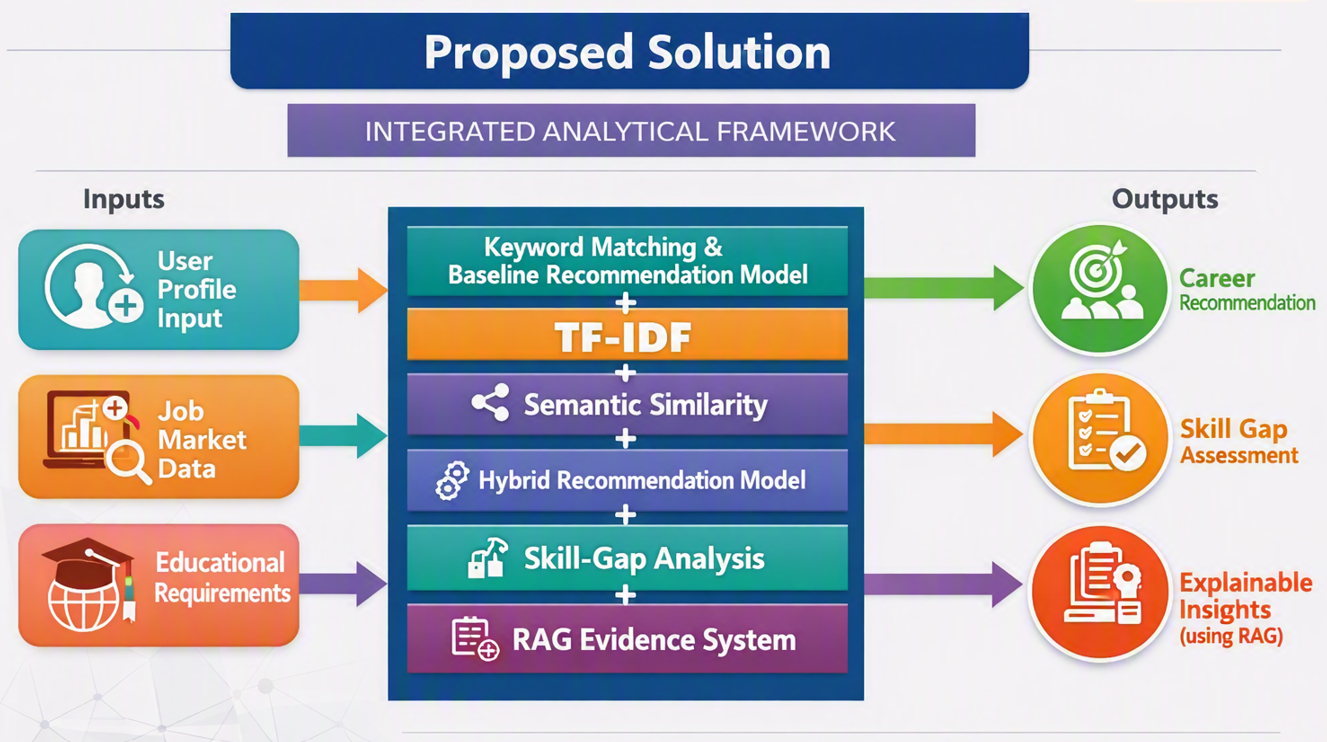 Proposed Solution
INTEGRATED ANALYTICAL FRAMEWORK
Inputs
User
Profile
Input
Job
Market
Data
Educational
Requirements
Keyword Matching &
Baseline Recommendation Model
+
TF-IDF
+
Semantic Similarity
+
Hybrid Recommendation Model
+
Skill-Gap Analysis
+
RAG Evidence System
Outputs
Career
Recommendation
Skill Gap
Assessment
Explainable
Insights
(using RAG)